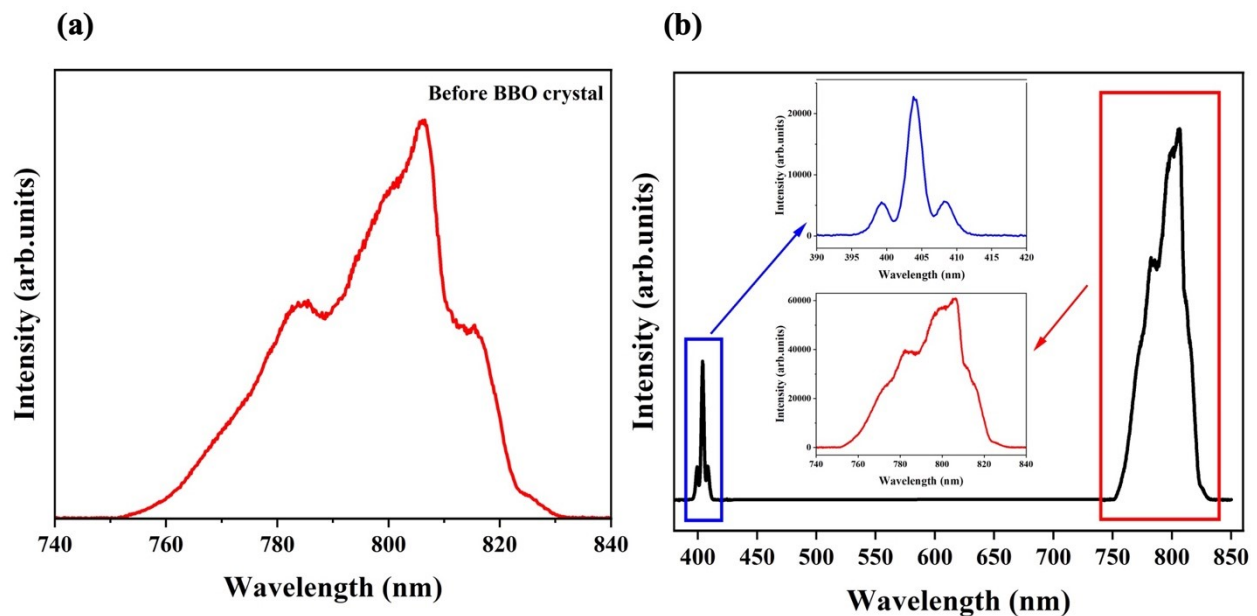 (a)
Before BBO crystal
Intensity (arb.units)
740 760 780 800 820 840
Wavelength (nm)
(b)
Intensity (arb.units)
20000
10000
0
Intensity (arb.units)
390 395 400 405 410 415 420
Wavelength (nm)
60000
40000
20000
0
Intensity (arb.units)
740 760 780 800 820 840
Wavelength (nm)
400 450 500 550 600 650 700 750 800 850
Wavelength (nm)